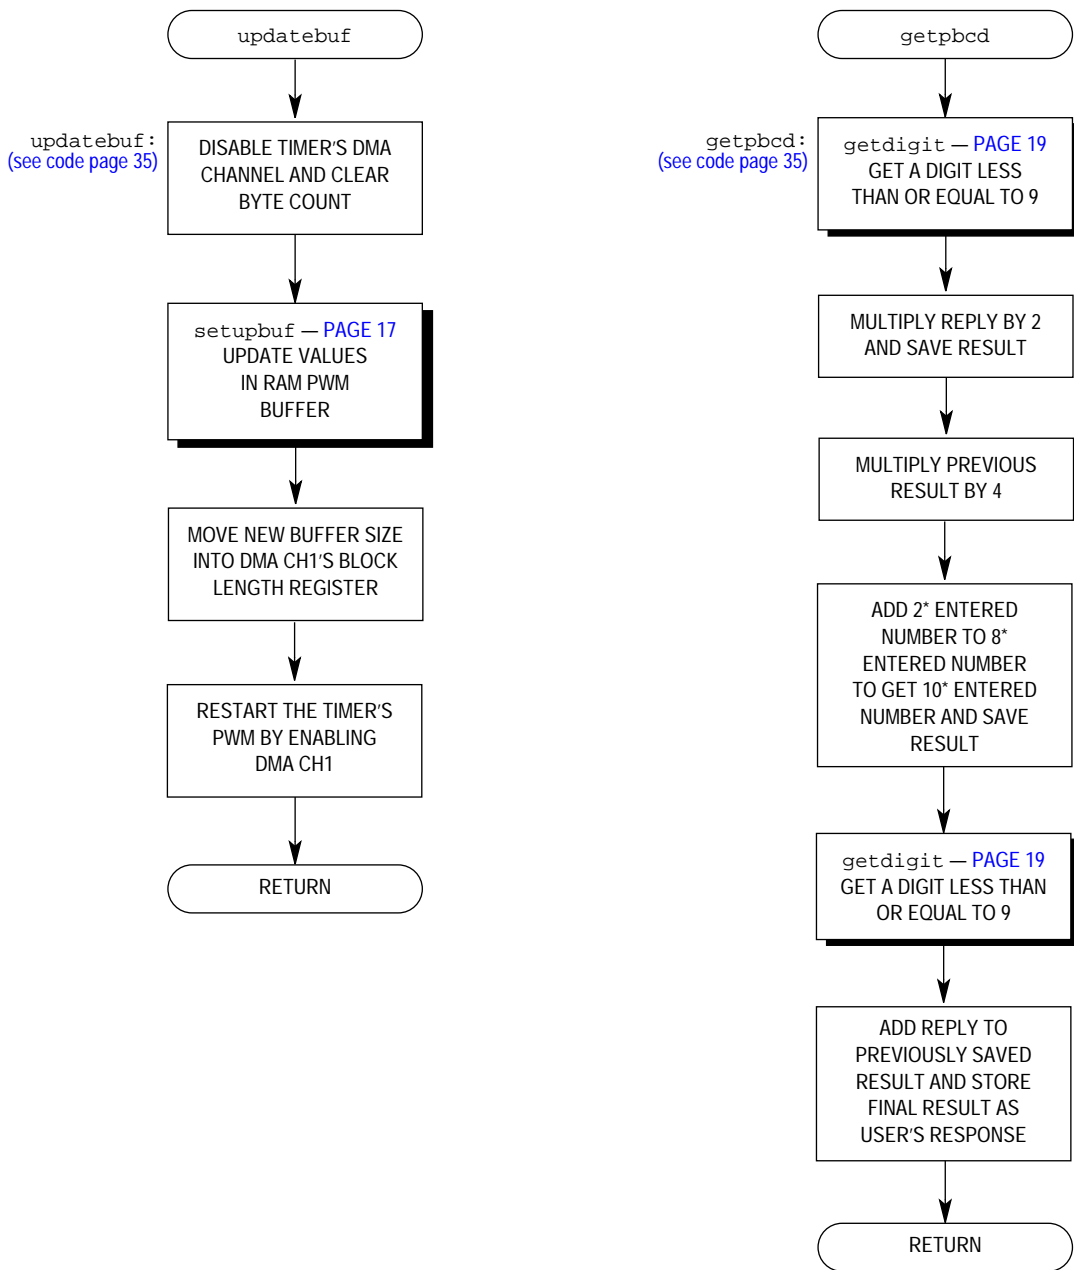 updatebuf
updatebuf:
(see code page 35)
DISABLE TIMER'S DMA
CHANNEL AND CLEAR
BYTE COUNT
setupbuf — PAGE 17
UPDATE VALUES
IN RAM PWM
BUFFER
MOVE NEW BUFFER SIZE
INTO DMA CH1'S BLOCK
LENGTH REGISTER
RESTART THE TIMER'S
PWM BY ENABLING
DMA CH1
RETURN
getpbcd
getpbcd:
(see code page 35)
getdigit — PAGE 19
GET A DIGIT LESS
THAN OR EQUAL TO 9
MULTIPLY REPLY BY 2
AND SAVE RESULT
MULTIPLY PREVIOUS
RESULT BY 4
ADD 2* ENTERED
NUMBER TO 8*
ENTERED NUMBER
TO GET 10* ENTERED
NUMBER AND SAVE
RESULT
getdigit — PAGE 19
GET A DIGIT LESS THAN
OR EQUAL TO 9
ADD REPLY TO
PREVIOUSLY SAVED
RESULT AND STORE
FINAL RESULT AS
USER'S RESPONSE
RETURN